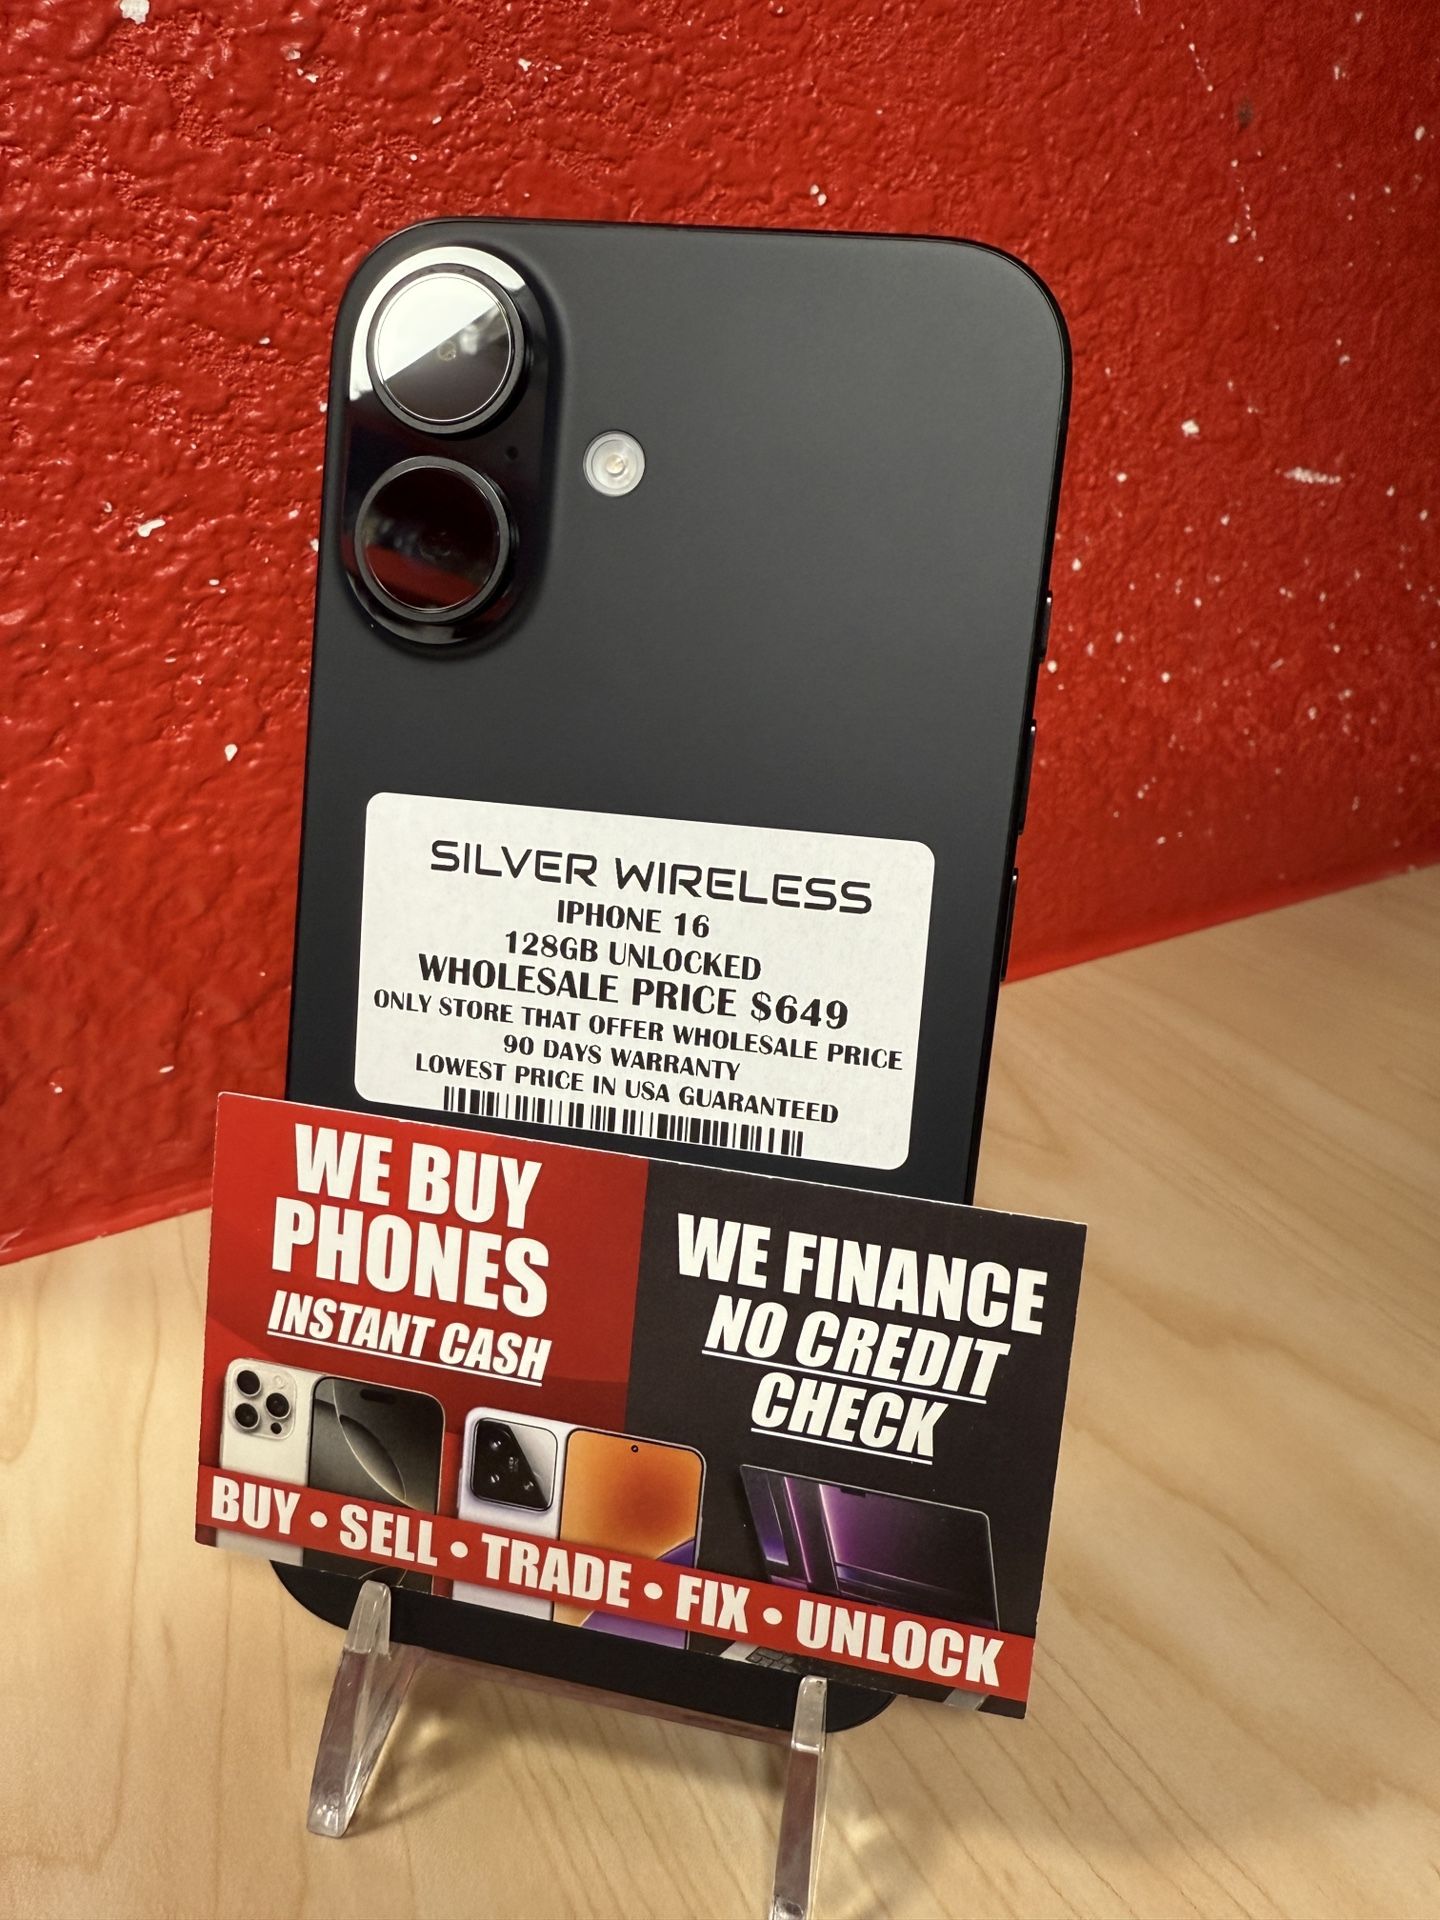 SILVER WIRELESS
IPHONE 16
128GB UNLOCKED
WHOLESALE PRICE $649
ONLY STORE THAT OFFER WHOLESALE PRICE
90 DAYS WARRANTY
LOWEST PRICE IN USA GUARANTEED
WE BUY
PHONES
INSTANT CASH
WE FINANCE
NO CREDIT
CHECK
BUY • SELL • TRADE • FIX • UNLOCK